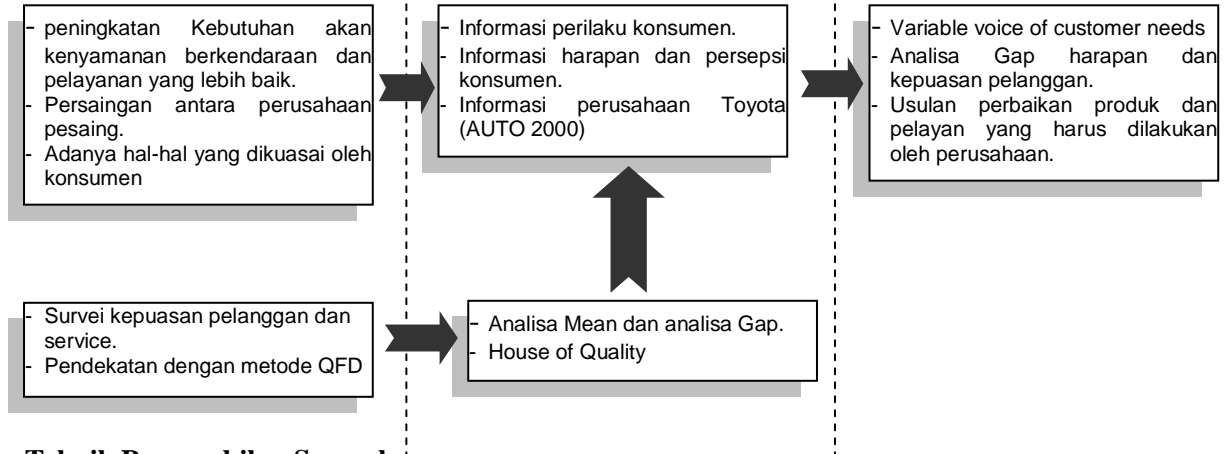 - peningkatan Kebutuhan akan
kenyamanan berkendaraan dan
pelayanan yang lebih baik.
- Persaingan antara perusahaan
pesaing.
- Adanya hal-hal yang dikuasai oleh
konsumen
- Informasi perilaku konsumen.
- Informasi harapan dan persepsi
konsumen.
- Informasi perusahaan Toyota
(AUTO 2000)
- Variable voice of customer needs
- Analisa Gap harapan dan
kepuasan pelanggan.
- Usulan perbaikan produk dan
pelayan yang harus dilakukan
oleh perusahaan.
- Survei kepuasan pelanggan dan
service.
- Pendekatan dengan metode QFD
- Analisa Mean dan analisa Gap.
- House of Quality